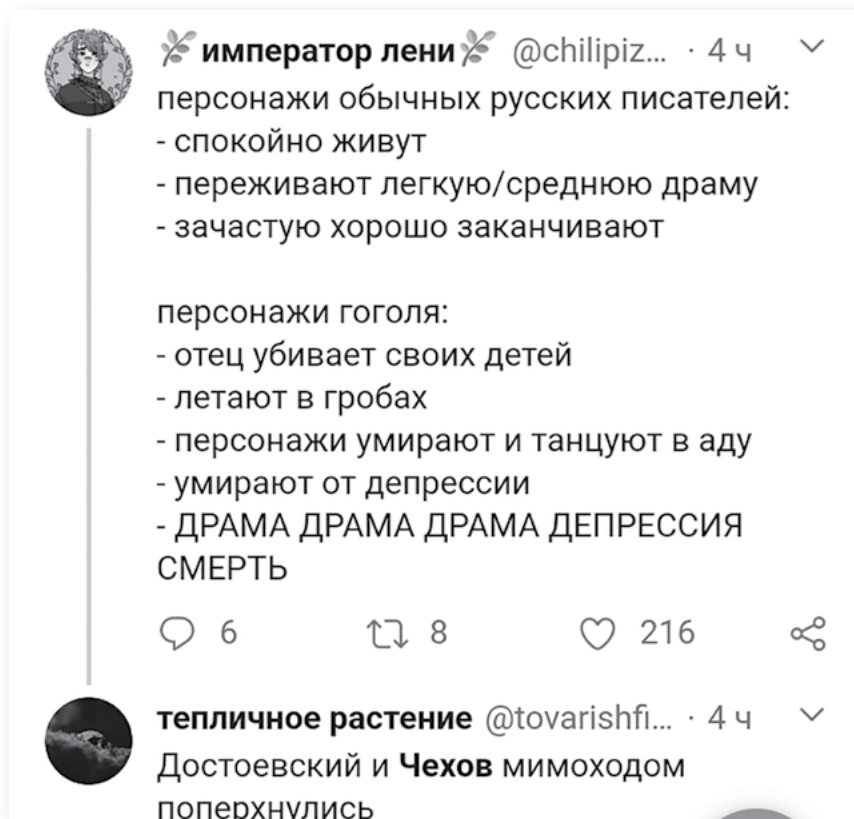 император лени @chilipiz... · 4 ч
персонажи обычных русских писателей:
- спокойно живут
- переживают легкую/среднюю драму
- зачастую хорошо заканчивают
персонажи гоголя:
- отец убивает своих детей
- летают в гробах
- персонажи умирают и танцуют в аду
- умирают от депрессии
- ДРАМА ДРАМА ДРАМА ДЕПРЕССИЯ
СМЕРТЬ
6 8 216
тепличное растение @tovarishfi... · 4 ч
Достоевский и Чехов мимоходом
поперхнулись